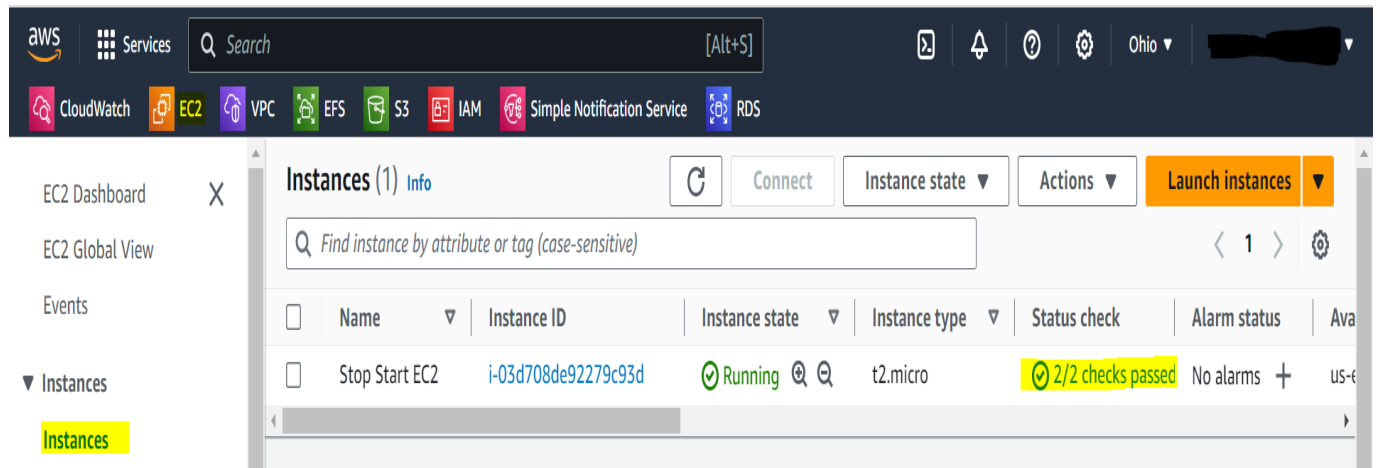 aws Services Search [Alt+S] Ohio
CloudWatch EC2 VPC EFS S3 IAM Simple Notification Service RDS
EC2 Dashboard
EC2 Global View
Events
Instances
Instances
Instances (1) Info Connect Instance state Actions Launch instances
Find instance by attribute or tag (case-sensitive) 1
Name Instance ID Instance state Instance type Status check Alarm status Ava
Stop Start EC2 i-03d708de92279c93d Running t2.micro 2/2 checks passed No alarms us-e